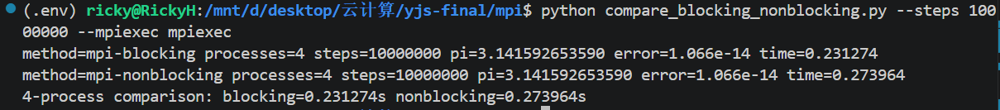 (.env) ricky@RickyH:/mnt/d/desktop/云计算/yjs-final/mpi$ python compare_blocking_nonblocking.py --steps 100
00000 --mpiexec mpiexec
method=mpi-blocking processes=4 steps=10000000 pi=3.141592653590 error=1.066e-14 time=0.231274
method=mpi-nonblocking processes=4 steps=10000000 pi=3.141592653590 error=1.066e-14 time=0.273964
4-process comparison: blocking=0.231274s nonblocking=0.273964s